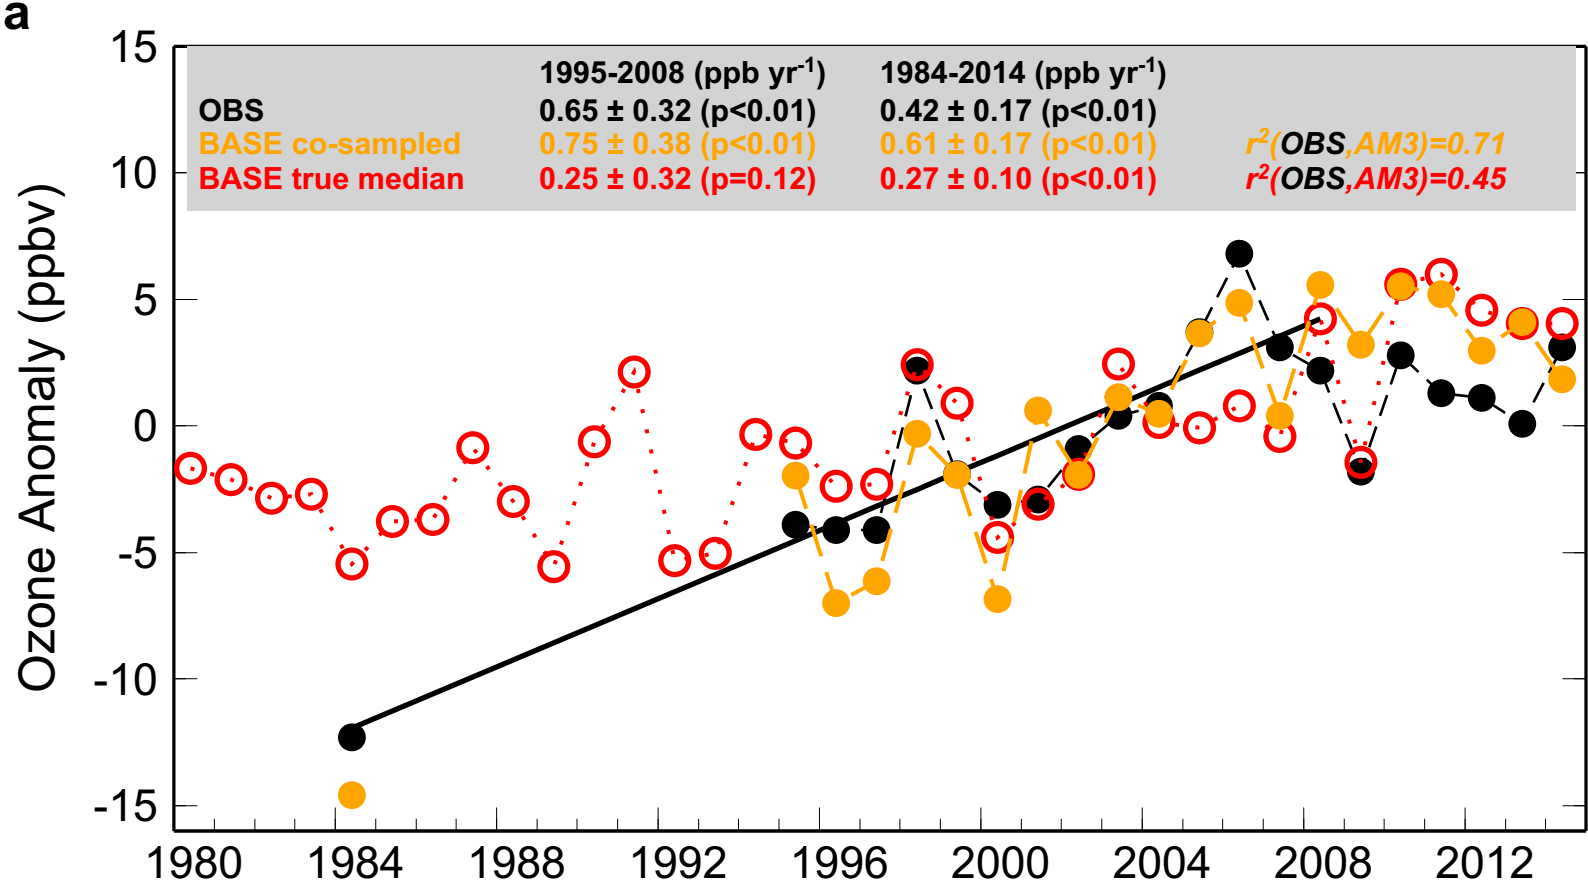 a
15
1995-2008 (ppb yr-1) 1984-2014 (ppb yr-1)
OBS 0.65 ± 0.32 (p<0.01) 0.42 ± 0.17 (p<0.01)
BASE co-sampled 0.75 ± 0.38 (p<0.01) 0.61 ± 0.17 (p<0.01) r2(OBS,AM3)=0.71
BASE true median 0.25 ± 0.32 (p=0.12) 0.27 ± 0.10 (p<0.01) r2(OBS,AM3)=0.45
10
5
0
-5
-10
-15
Ozone Anomaly (ppbv)
1980 1984 1988 1992 1996 2000 2004 2008 2012